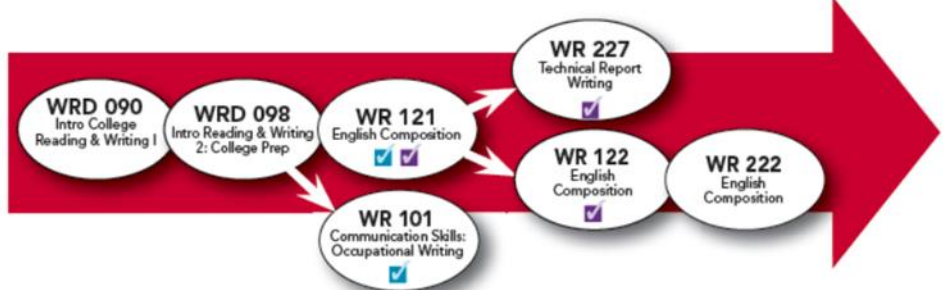 WRD 090
Intro College
Reading & Writing I
WRD 098
Intro Reading & Writing
2: College Prep
WR 121
English Composition
WR 101
Communication Skills:
Occupational Writing
WR 227
Technical Report
Writing
WR 122
English
Composition
WR 222
English
Composition